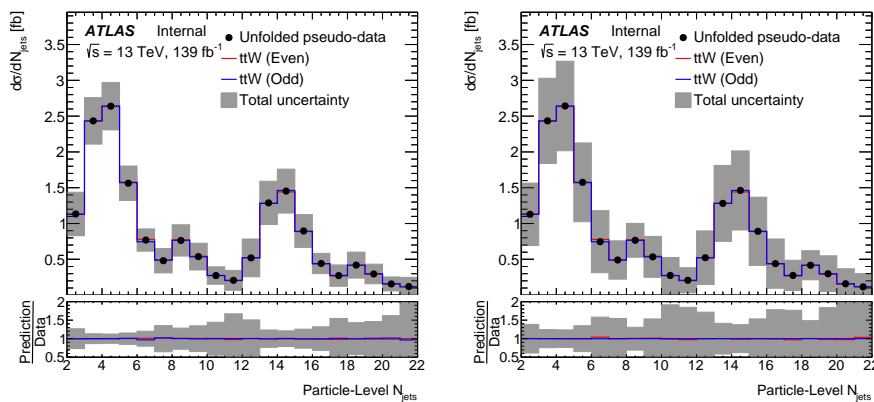 dσ/dN_jets [fb]
ATLAS Internal
√s = 13 TeV, 139 fb⁻¹
Unfolded pseudo-data
ttW (Even)
ttW (Odd)
Total uncertainty
3.5
3
2.5
2
1.5
1
0.5
Prediction
Data
2
1.5
1
0.5
2 4 6 8 10 12 14 16 18 20 22
Particle-Level N_jets
dσ/dN_jets [fb]
ATLAS Internal
√s = 13 TeV, 139 fb⁻¹
Unfolded pseudo-data
ttW (Even)
ttW (Odd)
Total uncertainty
3.5
3
2.5
2
1.5
1
0.5
Prediction
Data
2
1.5
1
0.5
2 4 6 8 10 12 14 16 18 20 22
Particle-Level N_jets